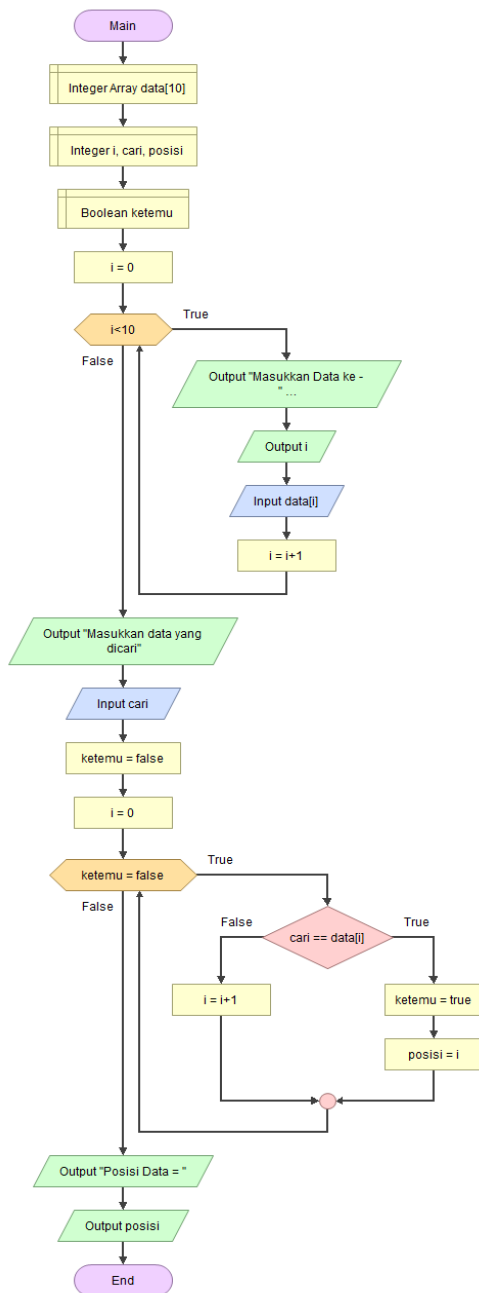 Main
Integer Array data[10]
Integer i, cari, posisi
Boolean ketemu
i = 0
i<10
True
False
Output "Masukkan Data ke -
" ...
Output i
Input data[i]
i = i+1
Output "Masukkan data yang
dicari"
Input cari
ketemu = false
i = 0
ketemu = false
True
False
cari == data[i]
False
True
i = i+1
ketemu = true
posisi = i
Output "Posisi Data = "
Output posisi
End